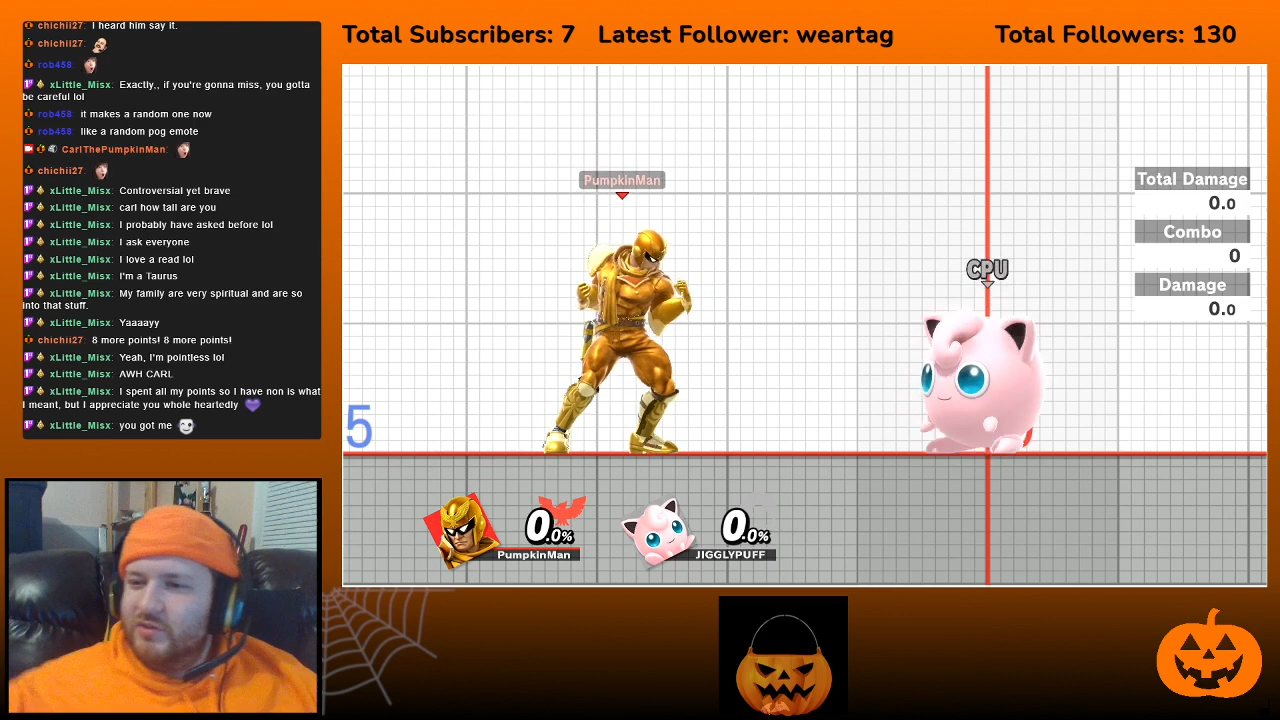 Total Subscribers: 7 Latest Follower: weartag Total Followers: 130
chichii27: I heard him say it.
chichii27:
rob458:
xLittle_Misx: Exactly,, if you're gonna miss, you gotta
be careful lol
rob458: it makes a random one now
rob458: like a random pog emote
CarlThePumpkinMan:
chichii27:
xLittle_Misx: Controversial yet brave
xLittle_Misx: carl how tall are you
xLittle_Misx: I probably have asked before lol
xLittle_Misx: I ask everyone
xLittle_Misx: I love a read lol
xLittle_Misx: I'm a Taurus
xLittle_Misx: My family are very spiritual and are so
into that stuff.
xLittle_Misx: Yaaaayy
chichii27: 8 more points! 8 more points!
xLittle_Misx: Yeah, I'm pointless lol
xLittle_Misx: AWH CARL
xLittle_Misx: I spent all my points so I have non is what
I meant, but I appreciate you whole heartedly
xLittle_Misx: you got me
PumpkinMan
CPU
Total Damage
0.0
Combo
0
Damage
0.0
5
0.0%
PumpkinMan
0.0%
JIGGLYPUFF